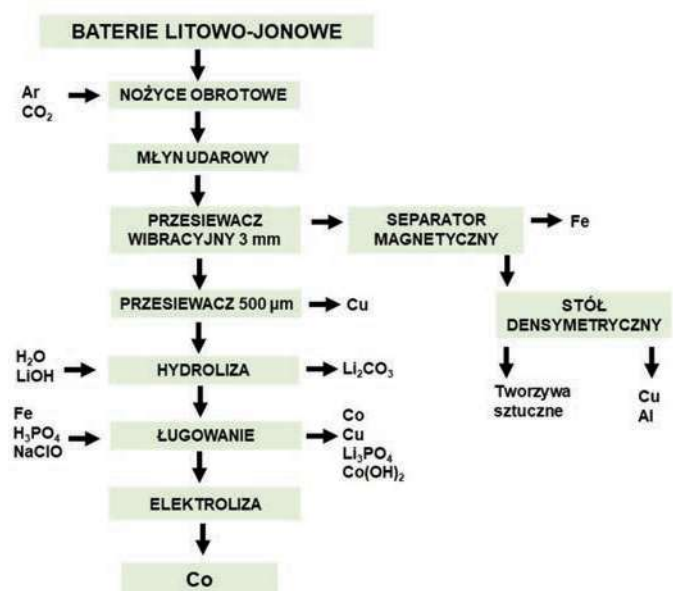 BATERIE LITOWO-JONOWE
Ar
CO₂
NOŻYCE OBROTOWE
MŁYN UDAROWY
PRZESIEWACZ
WIBRACYJNY 3 mm
SEPARATOR
MAGNETYCZNY
Fe
PRZESIEWACZ 500 µm
Cu
STÓŁ
DENSYMETRYCZNY
H₂O
LiOH
HYDROLIZA
Li₂CO₃
Tworzywa
sztuczne
Cu
Al
Fe
H₃PO₄
NaClO
ŁUGOWANIE
Co
Cu
Li₃PO₄
Co(OH)₂
ELEKTROLIZA
Co